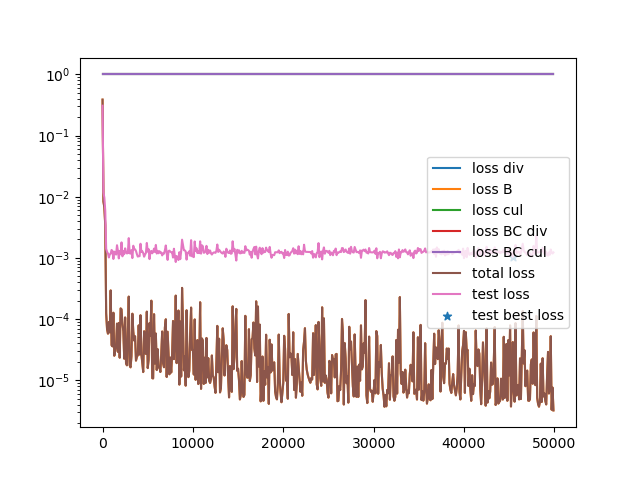 10⁰
10⁻¹
10⁻²
10⁻³
10⁻⁴
10⁻⁵
loss div
loss B
loss cul
loss BC div
loss BC cul
total loss
test loss
test best loss
0 10000 20000 30000 40000 50000